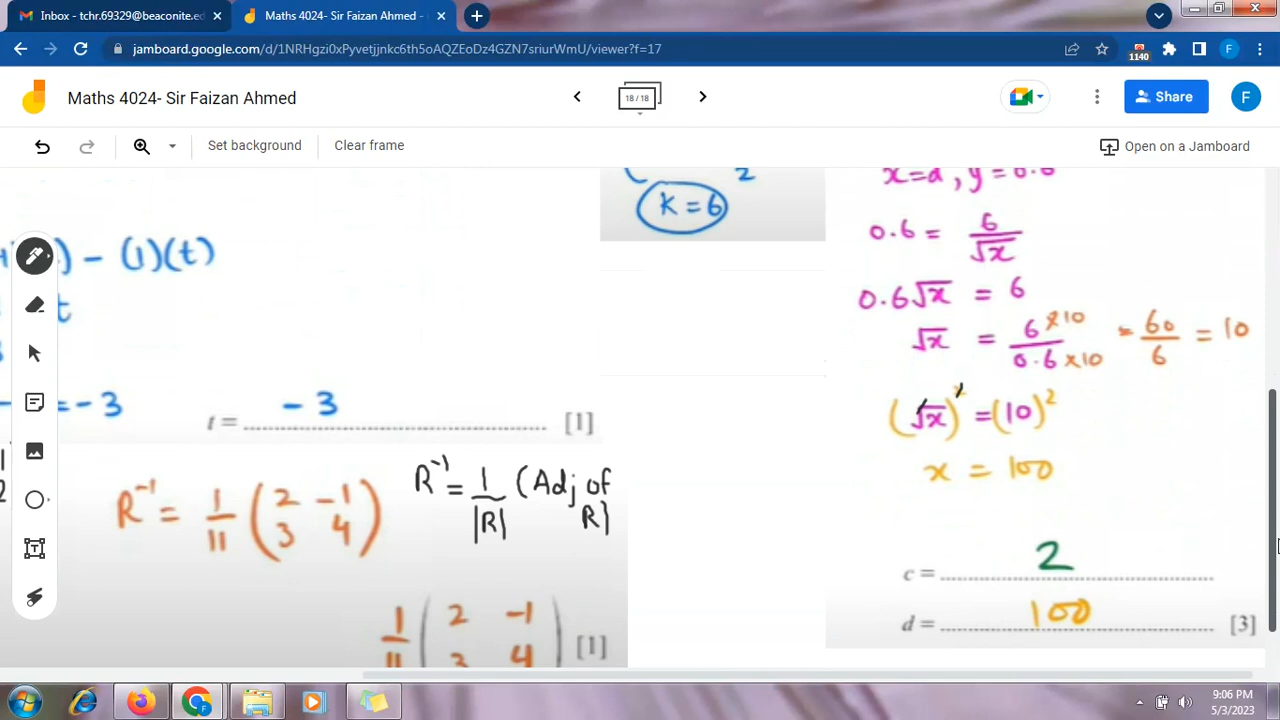 Inbox - tchr.69329@beaconite.ed
Maths 4024- Sir Faizan Ahmed -
jamboard.google.com/d/1NRHgzi0xPyvetjjnkc6th5oAQZEoDz4GZN7sriurWmU/viewer?f=17
1140
F
Maths 4024- Sir Faizan Ahmed
18 / 18
Share
F
Set background
Clear frame
Open on a Jamboard
) - (1)(t)
t
= -3
t = -3 [1]
R⁻¹ = 1/11 (2 -1
3 4)
R⁻¹ = 1/|R| (Adj of
R)
1/11 (2 -1
3 4) [1]
2
K = 6
x=d, y = 0.6
0.6 = 6/√x
0.6√x = 6
√x = 6×10/0.6×10 = 60/6 = 10
(√x)² = (10)²
x = 100
c = 2
d = 100 [3]
9:06 PM
5/3/2023